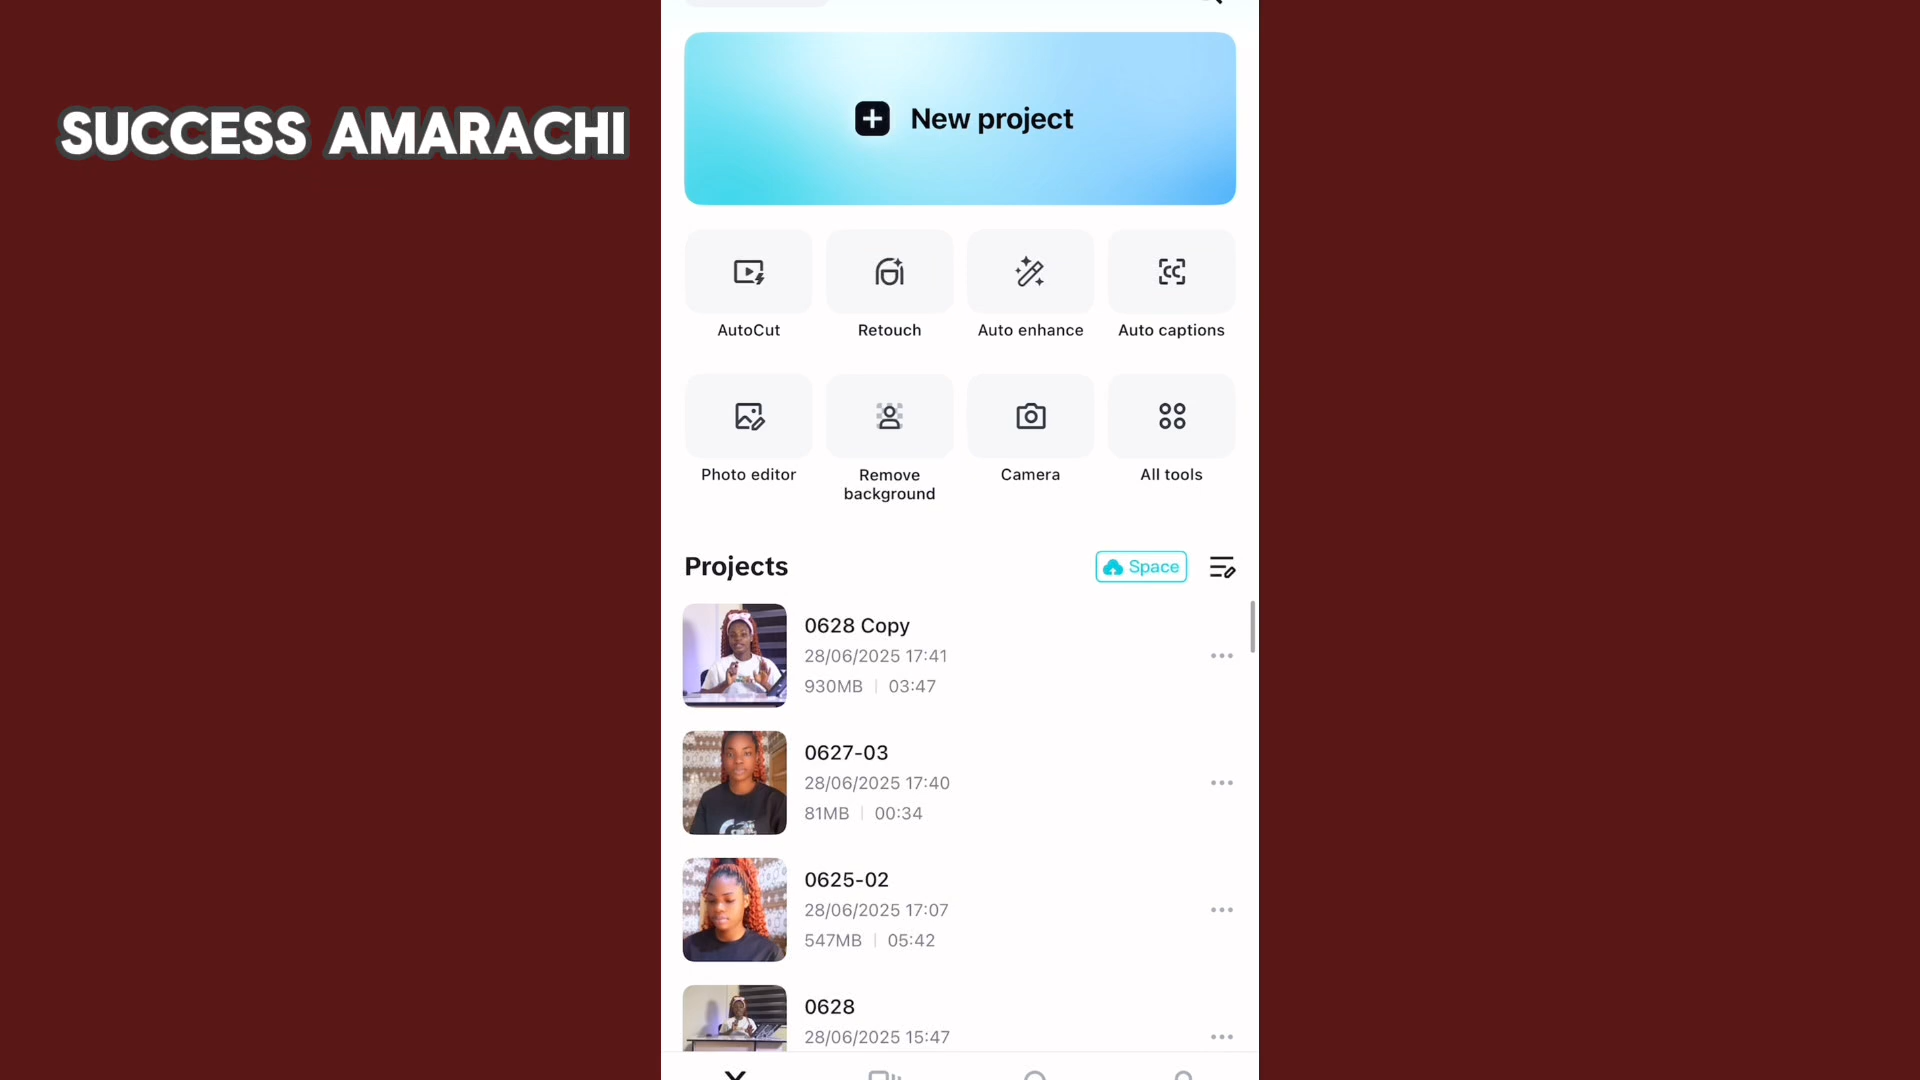 SUCCESS AMARACHI
New project
AutoCut
Retouch
Auto enhance
Auto captions
CC
Photo editor
Remove
background
Camera
All tools
Projects
Space
0628 Copy
28/06/2025 17:41
930MB | 03:47
0627-03
28/06/2025 17:40
81MB | 00:34
0625-02
28/06/2025 17:07
547MB | 05:42
0628
28/06/2025 15:47